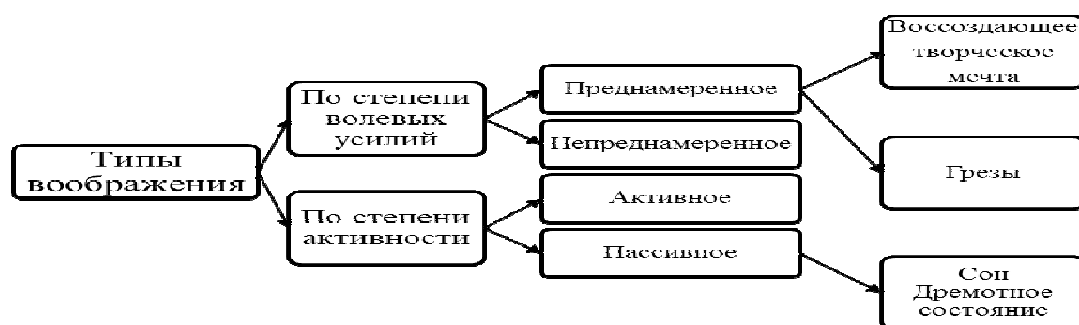 Типы
воображения
По степени
волевых
усилий
По степени
активности
Преднамеренное
Непреднамеренное
Активное
Пассивное
Воссоздающее
творческое
мечта
Грезы
Сон
Дремотное
состояние